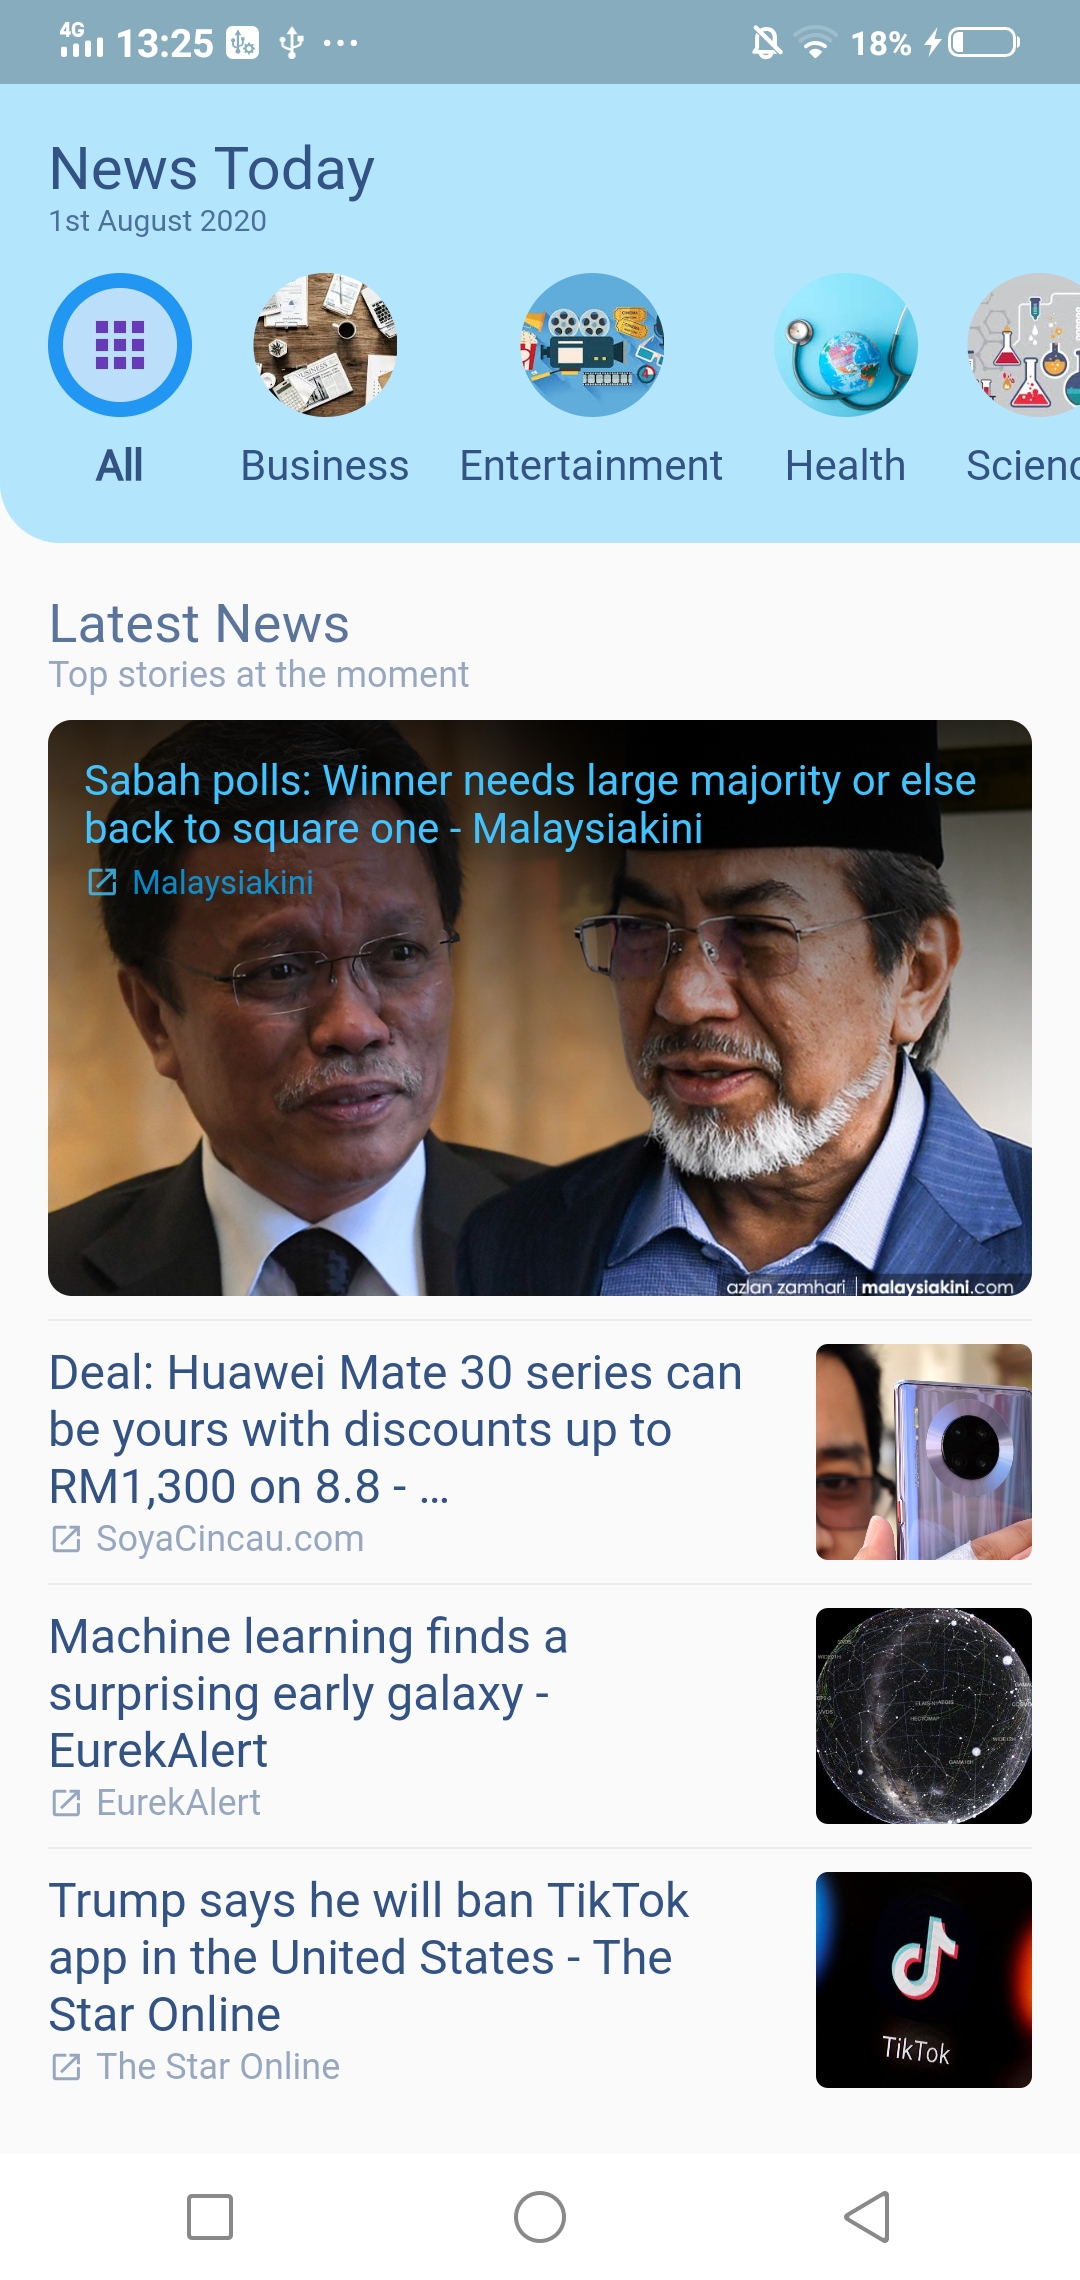 4G 13:25 18%
News Today
1st August 2020
All Business Entertainment Health Scienc
Latest News
Top stories at the moment
Sabah polls: Winner needs large majority or else
back to square one - Malaysiakini
Malaysiakini
azlan zamhari malaysiakini.com
Deal: Huawei Mate 30 series can
be yours with discounts up to
RM1,300 on 8.8 - ...
SoyaCincau.com
Machine learning finds a
surprising early galaxy -
EurekAlert
EurekAlert
Trump says he will ban TikTok
app in the United States - The
Star Online
The Star Online
TikTok